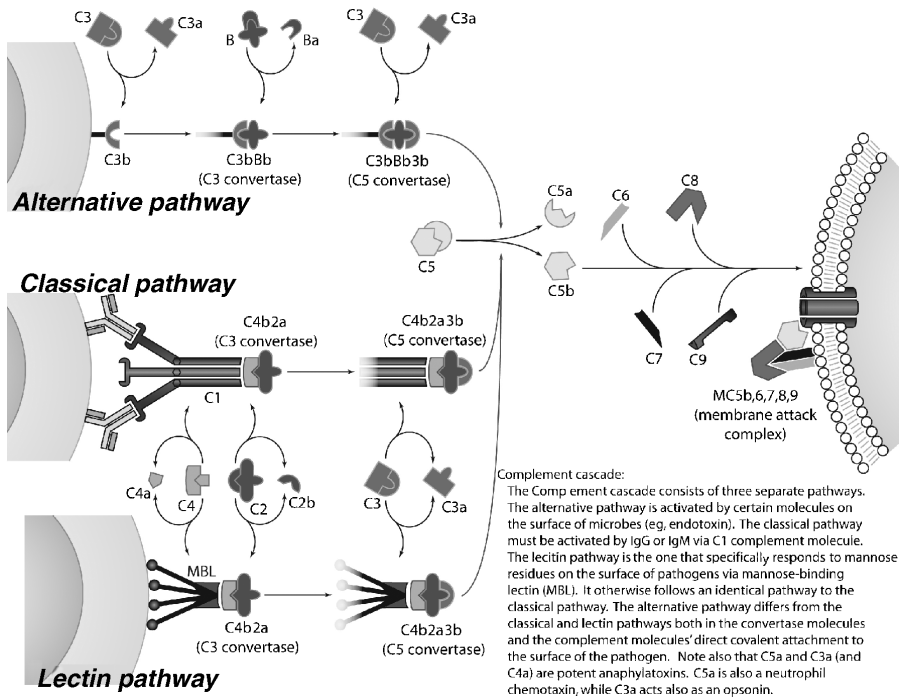 C3
C3a
B
Ba
C3
C3a
C3b
C3bBb
(C3 convertase)
C3bBb3b
(C5 convertase)
Alternative pathway
C5
C5a
C5b
C6
C8
C7
C9
MC5b,6,7,8,9
(membrane attack
complex)
Classical pathway
C4b2a
(C3 convertase)
C4b2a3b
(C5 convertase)
C1
C4a
C4
C2
C2b
C3
C3a
MBL
C4b2a
(C3 convertase)
C4b2a3b
(C5 convertase)
Lectin pathway
Complement cascade:
The Comp ement cascade consists of three separate pathways.
The alternative pathway is activated by certain molecules on
the surface of microbes (eg, endotoxin). The classical pathway
must be activated by IgG or IgM via C1 complement molecule.
The lecitin pathway is the one that specifically responds to mannose
residues on the surface of pathogens via mannose-binding
lectin (MBL). It otherwise follows an identical pathway to the
classical pathway. The alternative pathway differs from the
classical and lectin pathways both in the convertase molecules
and the complement molecules' direct covalent attachment to
the surface of the pathogen. Note also that C5a and C3a (and
C4a) are potent anaphylatoxins. C5a is also a neutrophil
chemotaxin, while C3a acts also as an opsonin.